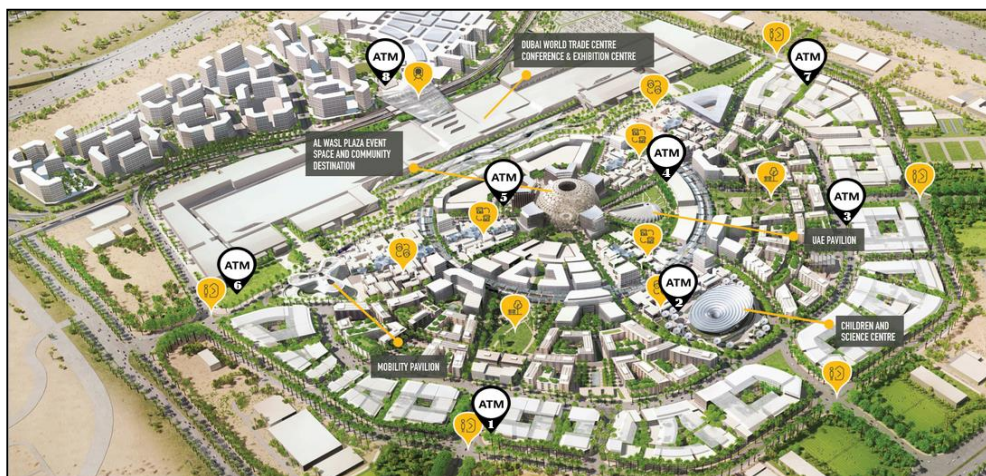 DUBAI WORLD TRADE CENTRE
CONFERENCE & EXHIBITION CENTRE
ATM
8
ATM
7
AL WASL PLAZA EVENT
SPACE AND COMMUNITY
DESTINATION
ATM
4
ATM
5
ATM
3
UAE PAVILION
ATM
6
ATM
2
CHILDREN AND
SCIENCE CENTRE
MOBILITY PAVILION
ATM
1